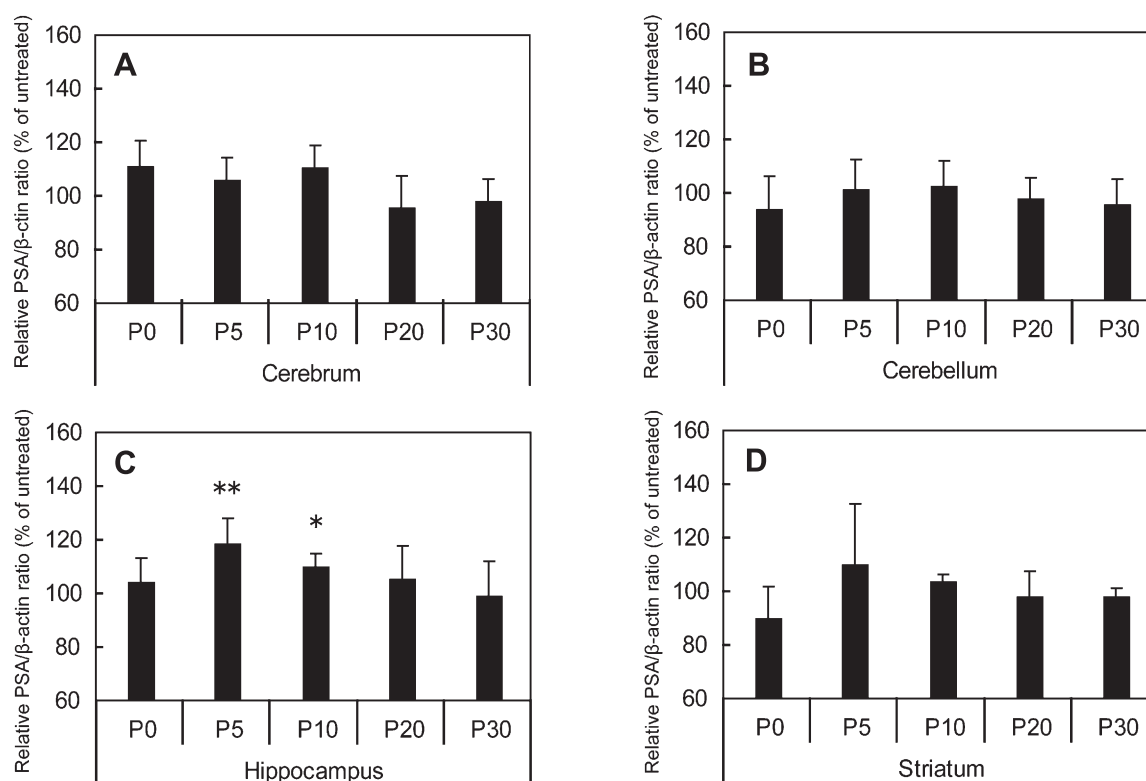 Relative PSA/β-ctin ratio (% of untreated)
160
140
120
100
80
60
A
P0 P5 P10 P20 P30
Cerebrum
Relative PSA/β-actin ratio (% of untreated)
160
140
120
100
80
60
B
P0 P5 P10 P20 P30
Cerebellum
Relative PSA/β-actin ratio (% of untreated)
160
140
120
100
80
60
C
**
*
P0 P5 P10 P20 P30
Hippocampus
Relative PSA/β-actin ratio (% of untreated)
160
140
120
100
80
60
D
P0 P5 P10 P20 P30
Striatum